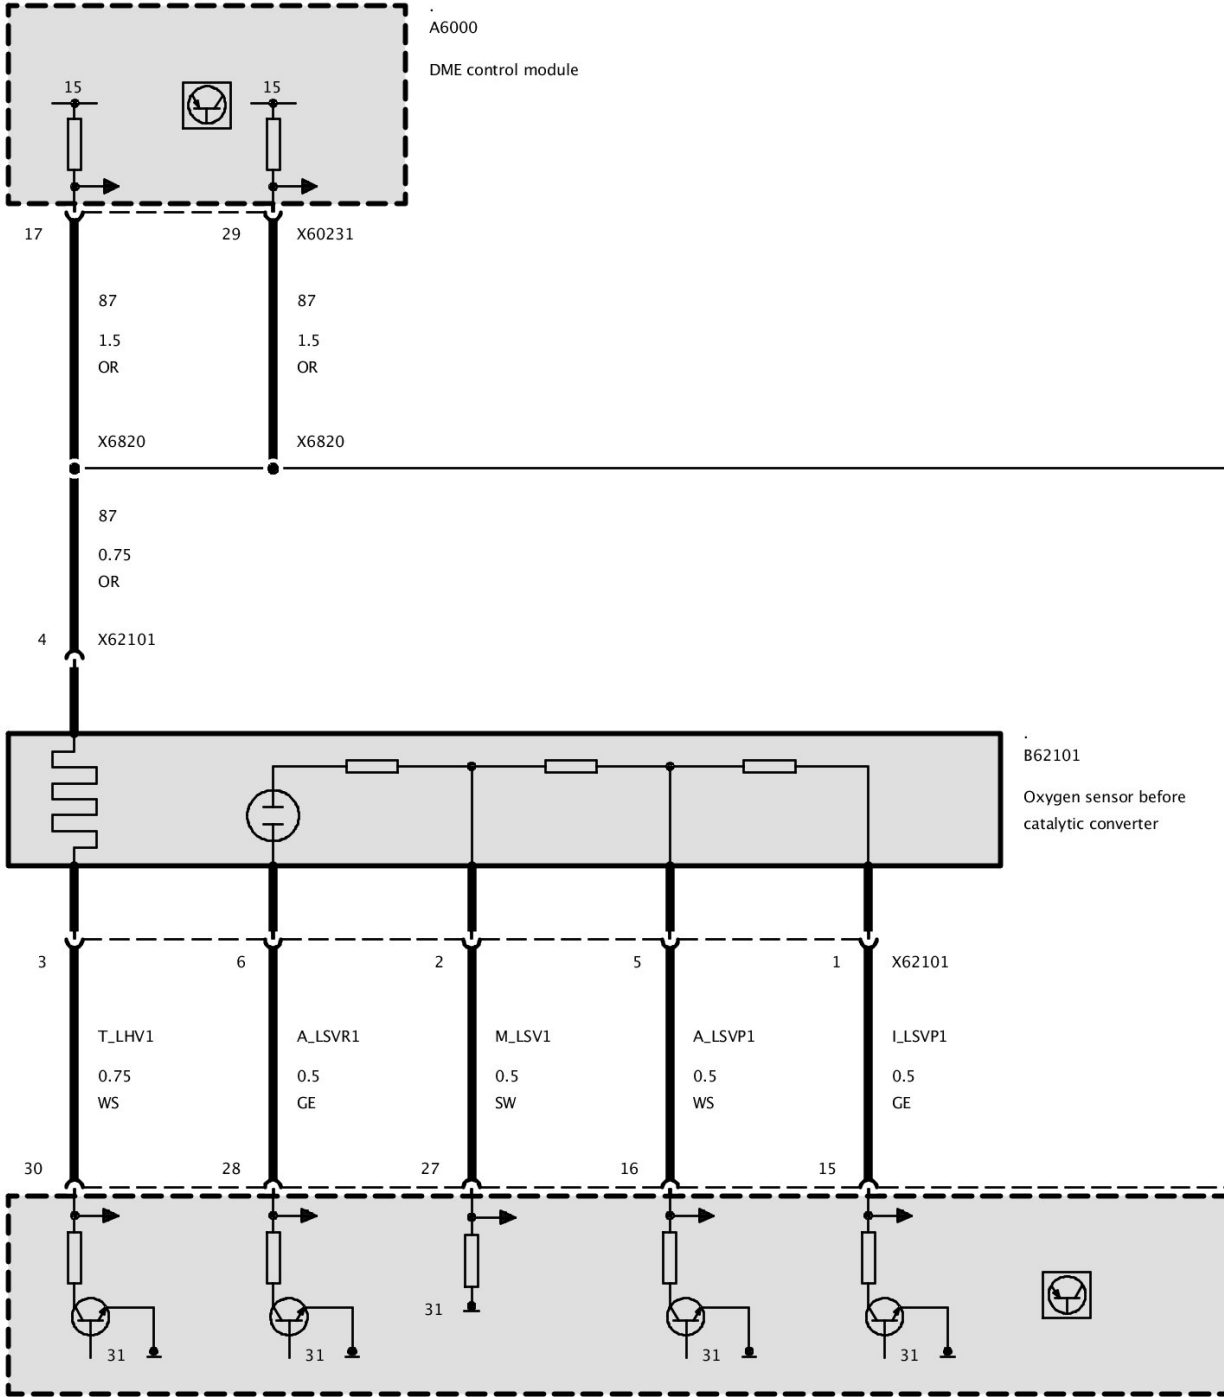 .
A6000
DME control module
15 15
17 29 X60231
87 87
1.5 1.5
OR OR
X6820 X6820
87
0.75
OR
4 X62101
.
B62101
Oxygen sensor before
catalytic converter
3 6 2 5 1 X62101
T_LHV1 A_LSVR1 M_LSV1 A_LSVP1 I_LSVP1
0.75 0.5 0.5 0.5 0.5
WS GE SW WS GE
30 28 27 16 15
31
31 31 31 31